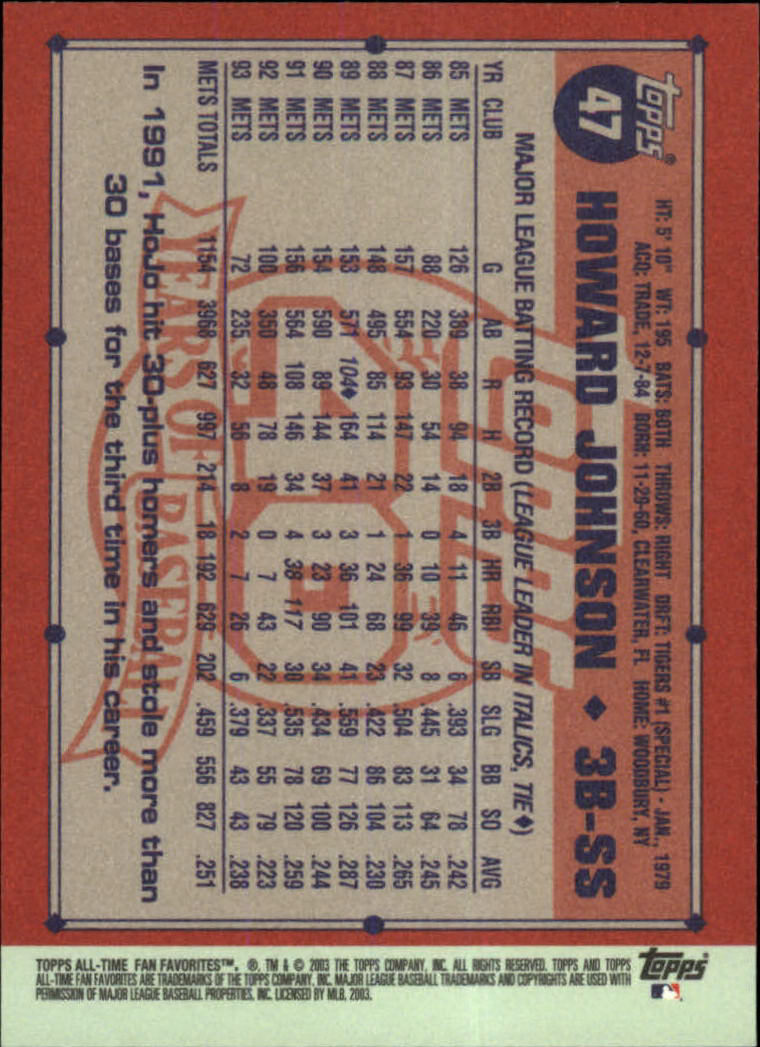 Topps®
47
HT: 5' 10" WT: 195 BATS: BOTH THROWS: RIGHT DRFT: TIGERS #1 (SPECIAL) - JAN., 1979
ACQ: TRADE, 12-7-84 BORN: 11-29-60, CLEARWATER, FL HOME: WOODBURY, NY
HOWARD JOHNSON ♦ 3B-SS
MAJOR LEAGUE BATTING RECORD (LEAGUE LEADER IN ITALICS, TIE♦)
YR CLUB G AB R H 2B 3B HR RBI SB SLG BB SO AVG
85 METS 126 389 38 94 18 4 11 46 6 .393 34 78 .242
86 METS 88 220 30 54 14 0 10 39 8 .445 31 64 .245
87 METS 157 554 93 147 22 1 36 99 32 .504 83 113 .265
88 METS 148 495 85 114 21 1 24 68 23 .422 86 104 .230
89 METS 153 571 104♦ 164 41 3 36 101 41 .559 77 126 .287
90 METS 154 590 89 144 37 3 23 90 34 .434 69 100 .244
91 METS 156 564 108 146 34 4 38 117 30 .535 78 120 .259
92 METS 100 350 48 78 19 0 7 43 22 .337 55 79 .223
93 METS 72 235 32 56 8 2 7 26 6 .379 43 43 .238
METS TOTALS 1154 3968 627 997 214 18 192 629 202 .459 556 827 .251
In 1991, HoJo hit 30-plus homers and stole more than
30 bases for the third time in his career.
Topps
40
YEARS OF BASEBALL
TOPPS ALL-TIME FAN FAVORITES™. ®, TM & © 2003 THE TOPPS COMPANY, INC. ALL RIGHTS RESERVED. TOPPS AND TOPPS
ALL-TIME FAN FAVORITES ARE TRADEMARKS OF THE TOPPS COMPANY, INC. MAJOR LEAGUE BASEBALL TRADEMARKS AND COPYRIGHTS ARE USED WITH
PERMISSION OF MAJOR LEAGUE BASEBALL PROPERTIES, INC. LICENSED BY MLB, 2003.
Topps